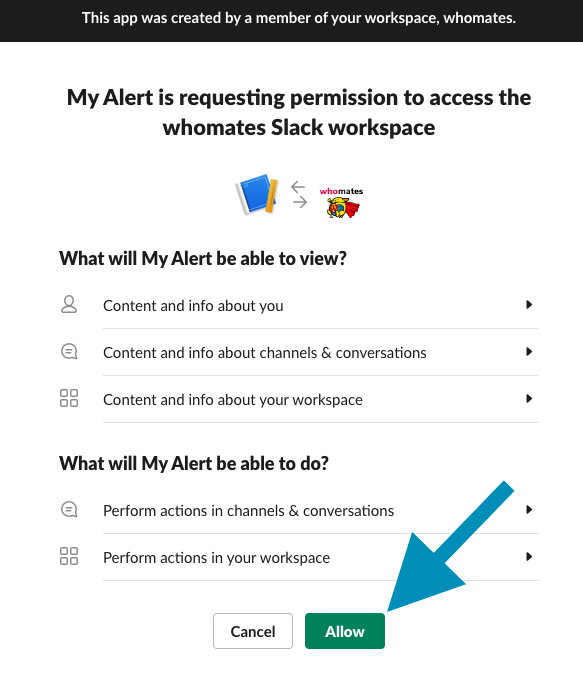 This app was created by a member of your workspace, whomates.
My Alert is requesting permission to access the
whomates Slack workspace
whomates
What will My Alert be able to view?
Content and info about you
Content and info about channels & conversations
Content and info about your workspace
What will My Alert be able to do?
Perform actions in channels & conversations
Perform actions in your workspace
Cancel
Allow